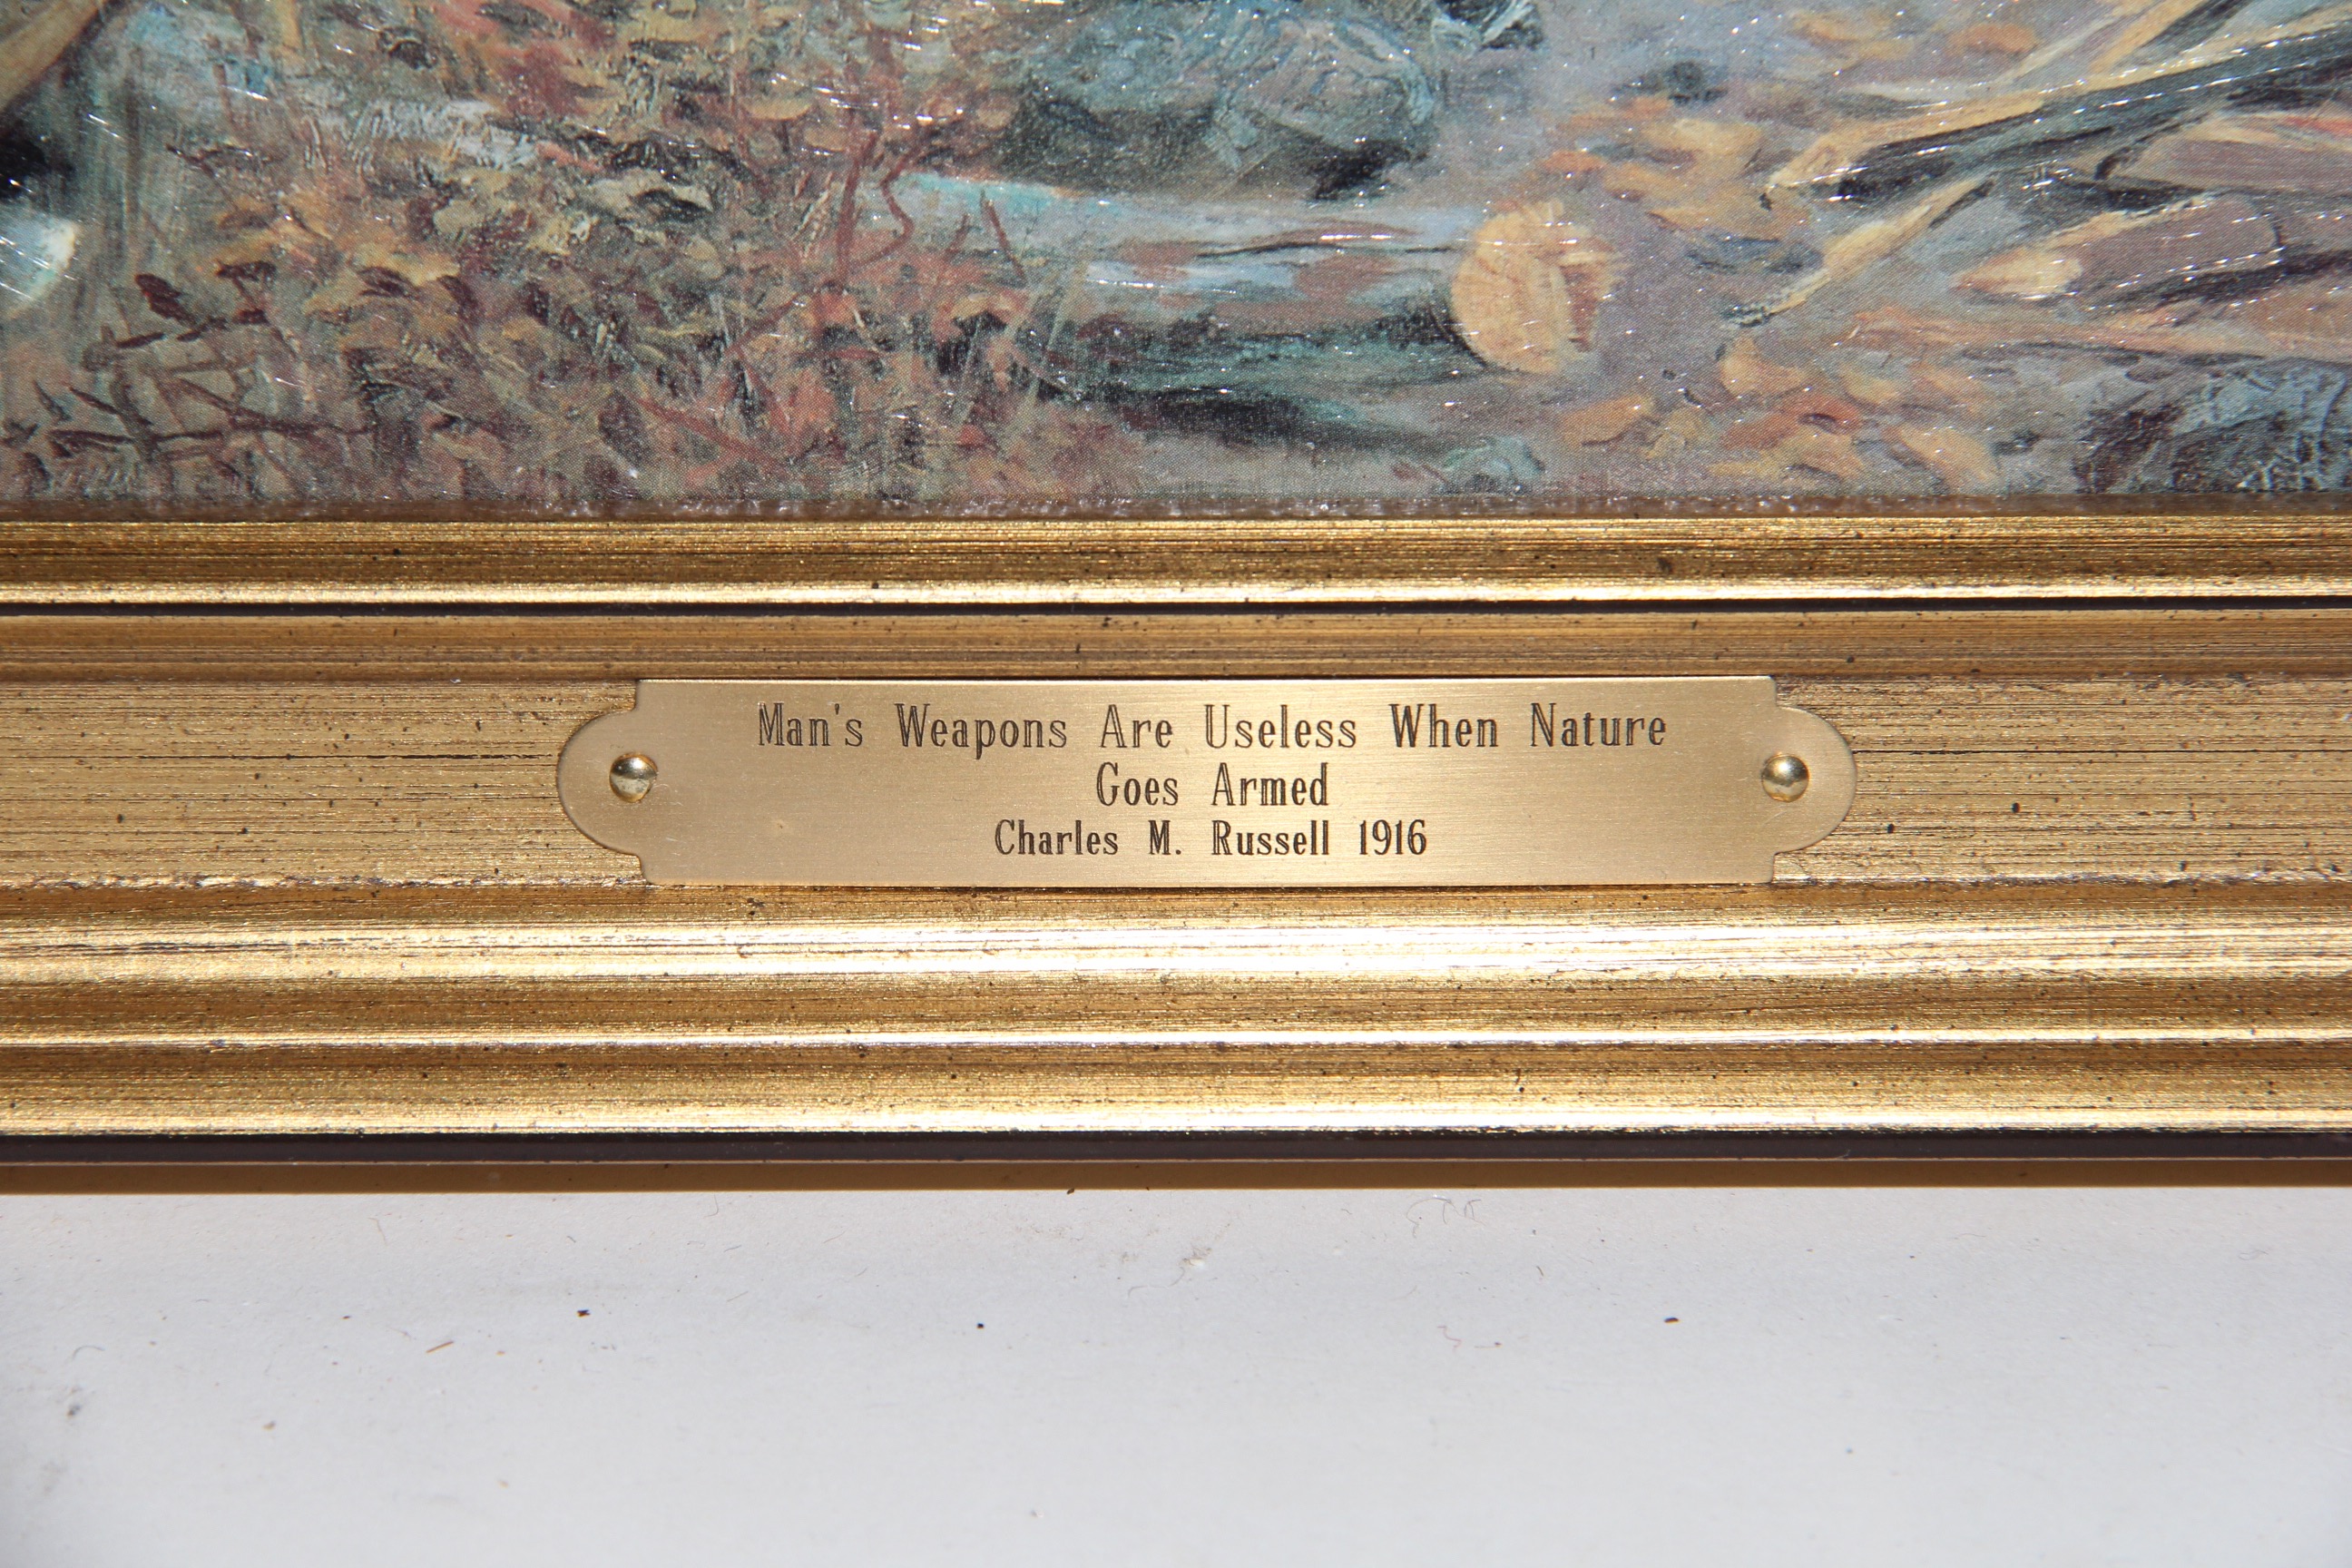 Man's Weapons Are Useless When Nature
Goes Armed
Charles M. Russell 1916